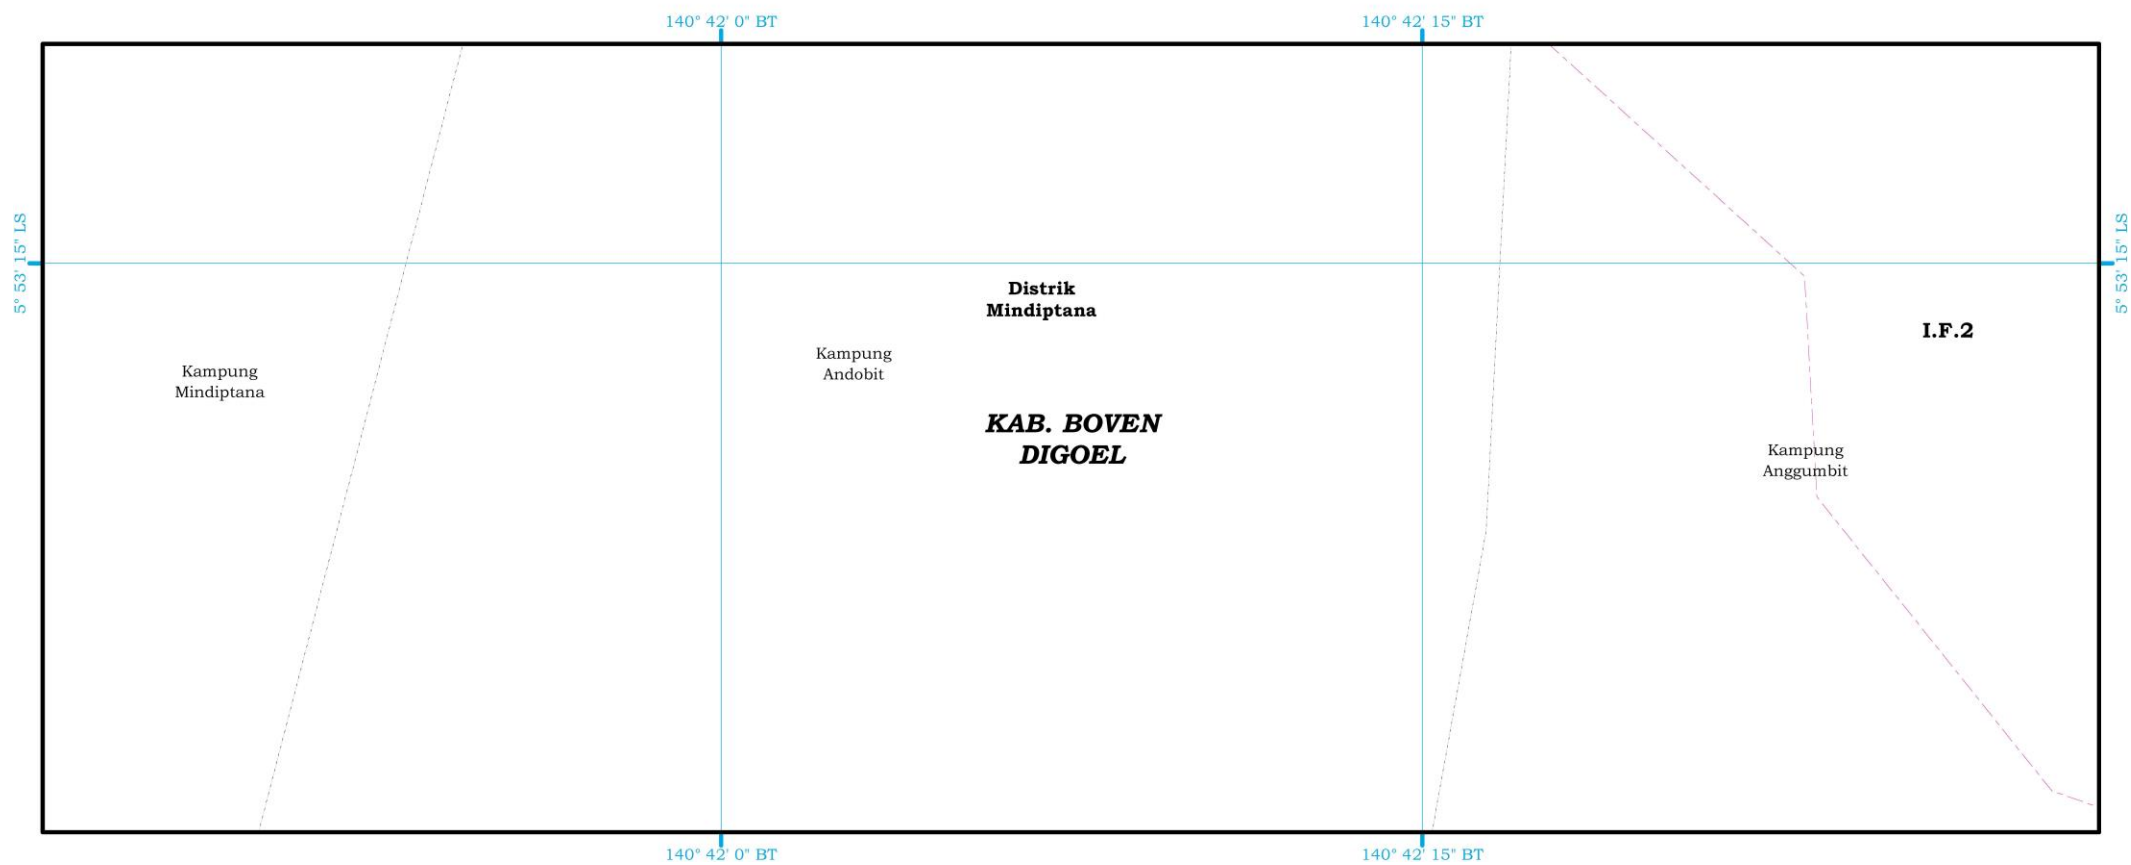 140° 42' 0" BT
140° 42' 15" BT
5° 53' 15" LS
5° 53' 15" LS
Distrik
Mindiptana
I.F.2
Kampung
Andobit
Kampung
Mindiptana
KAB. BOVEN
DIGOEL
Kampung
Anggumbit
140° 42' 0" BT
140° 42' 15" BT